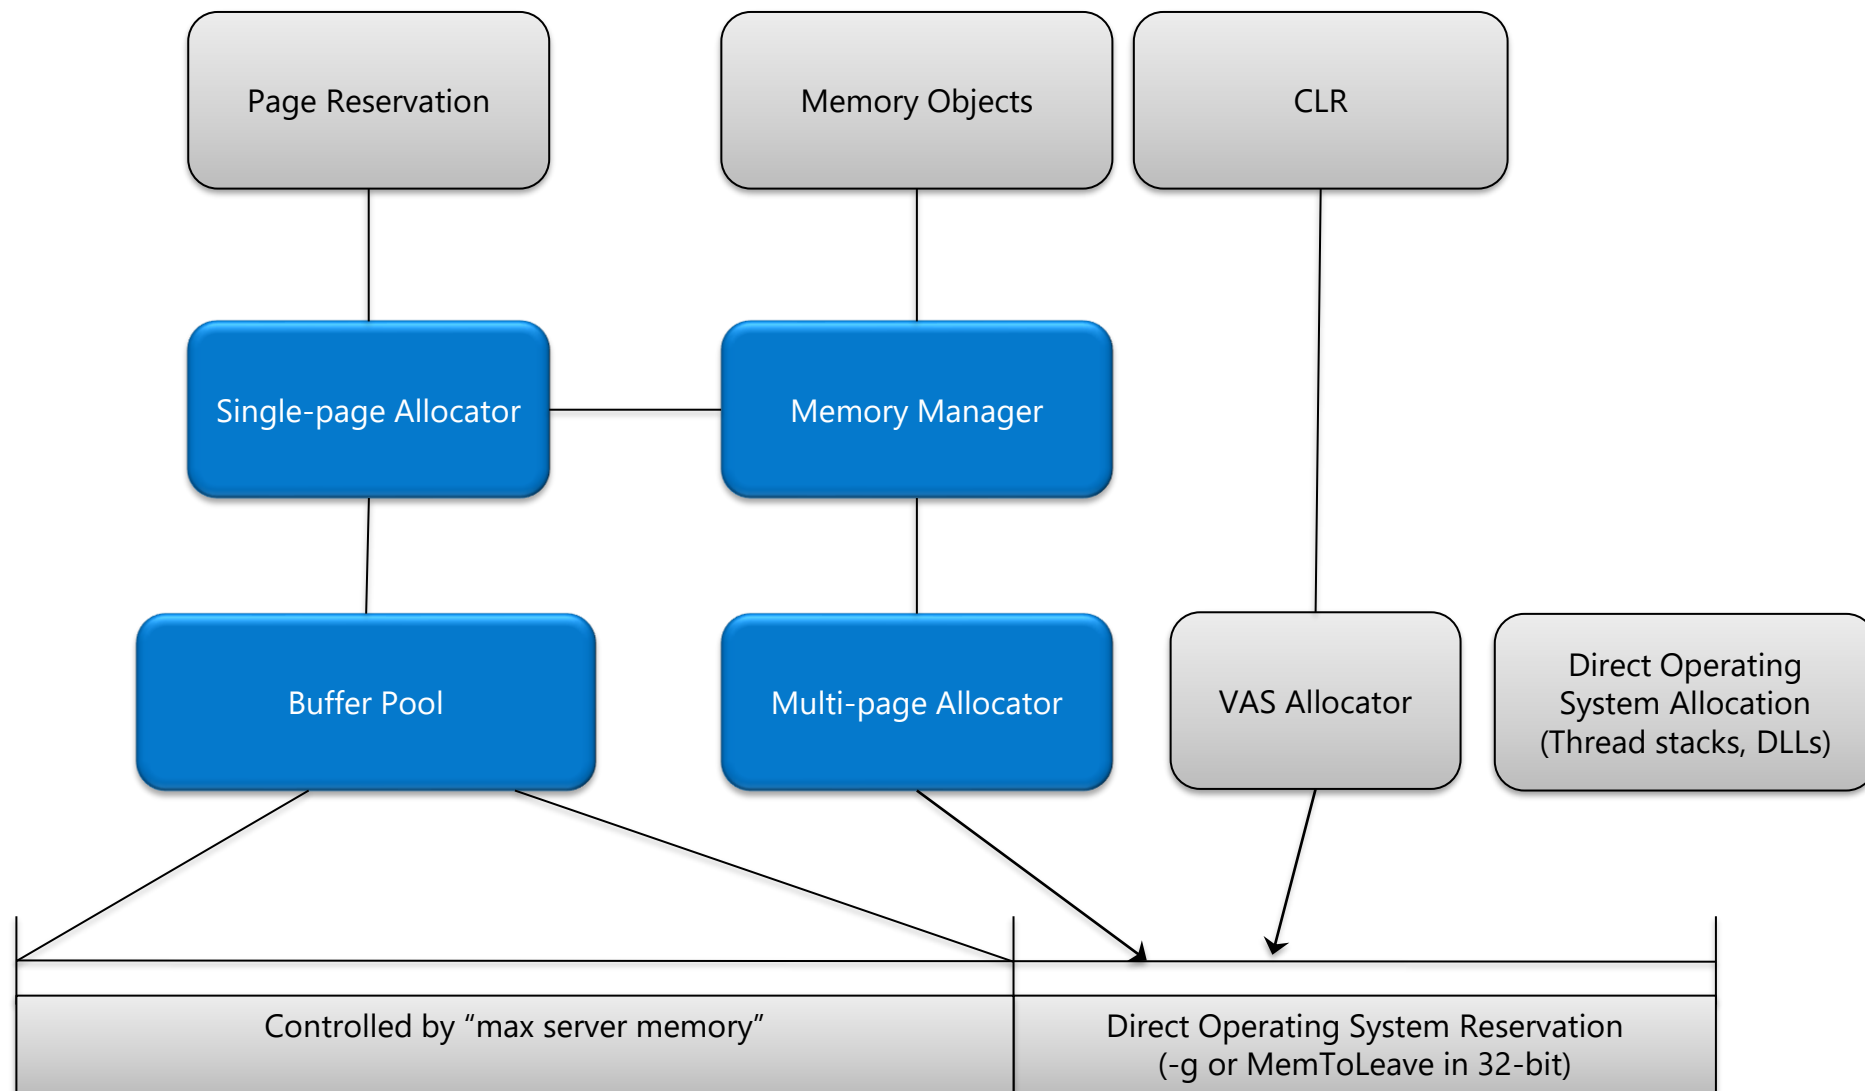 Page Reservation
Memory Objects
CLR
Single-page Allocator
Memory Manager
Buffer Pool
Multi-page Allocator
VAS Allocator
Direct Operating
System Allocation
(Thread stacks, DLLs)
Controlled by “max server memory”
Direct Operating System Reservation
(-g or MemToLeave in 32-bit)